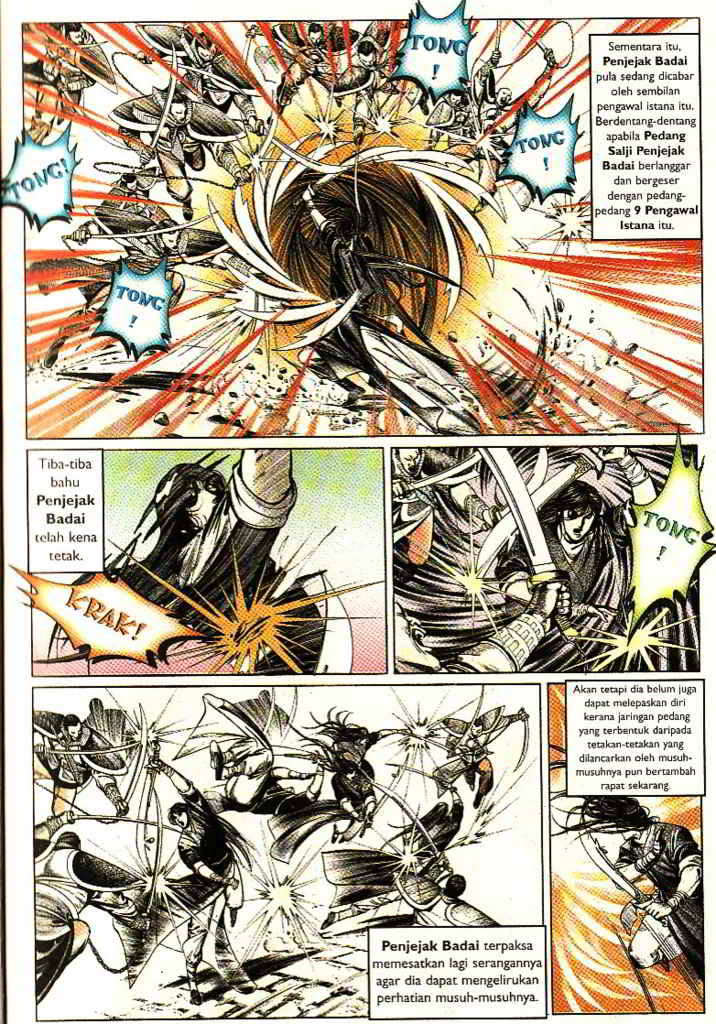 TONG
!
Sementara itu,
Penjejak Badai
pula sedang dicabar
oleh sembilan
pengawal istana itu.
Berdentang-dentang
apabila Pedang
Salji Penjejak
Badai berlanggar
dan bergeser
dengan pedang-
pedang 9 Pengawal
Istana itu.
TONG
!
TONG!
TONG
!
Tiba-tiba
bahu
Penjejak
Badai
telah kena
tetak.
KRAK!
TONG
!
Akan tetapi dia belum juga
dapat melepaskan diri
kerana jaringan pedang
yang terbentuk daripada
tetakan-tetakan yang
dilancarkan oleh musuh-
musuhnya pun bertambah
rapat sekarang.
Penjejak Badai terpaksa
memesatkan lagi serangannya
agar dia dapat mengelirukan
perhatian musuh-musuhnya.